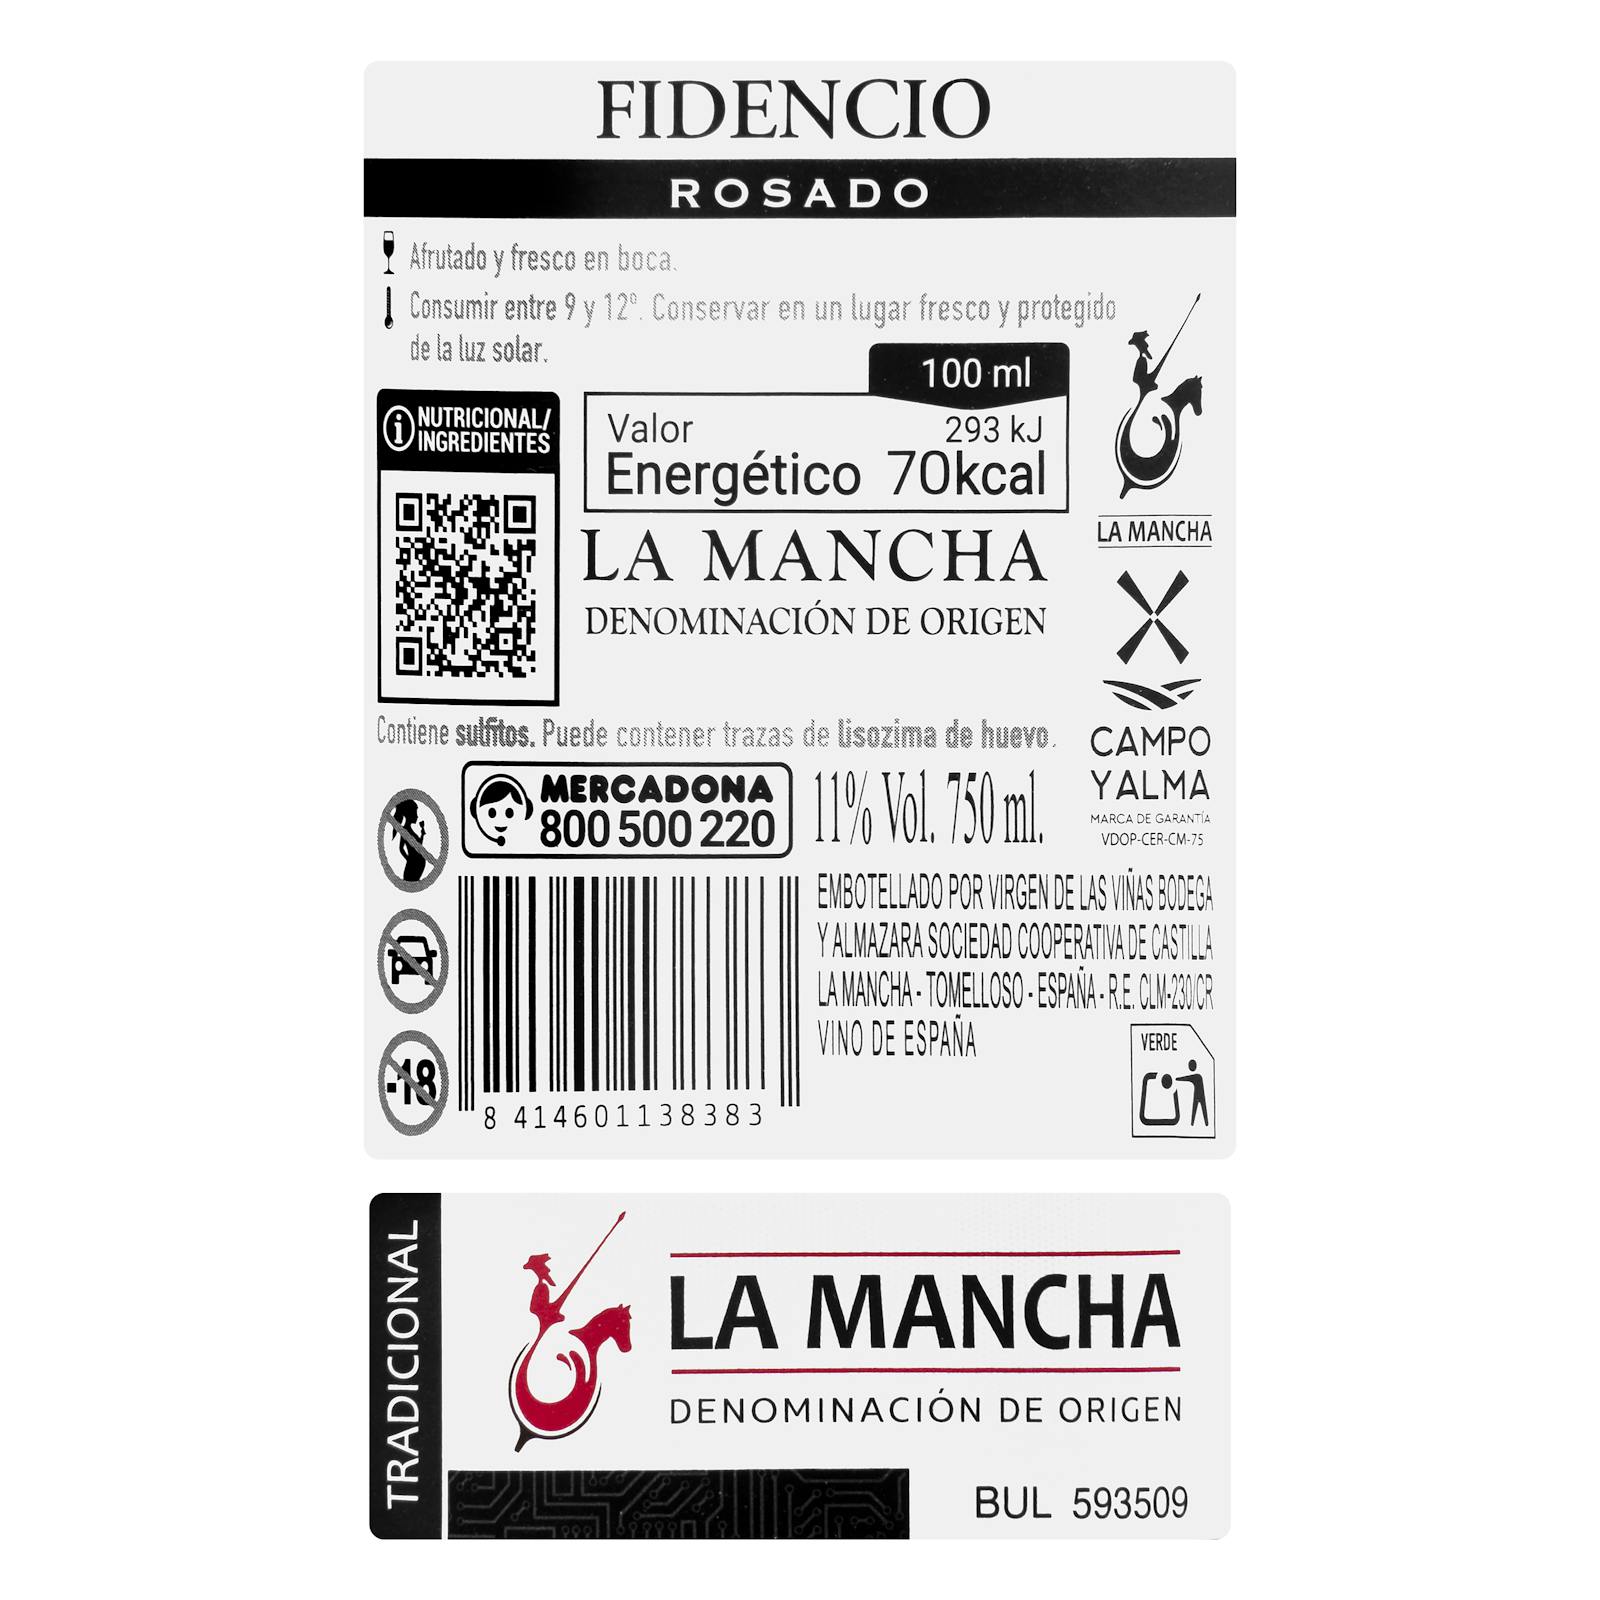 FIDENCIO
ROSADO
Afrutado y fresco en boca.
Consumir entre 9 y 12º. Conservar en un lugar fresco y protegido
de la luz solar.
100 ml
NUTRICIONAL/
INGREDIENTES
Valor 293 kJ
Energético 70kcal
LA MANCHA
DENOMINACIÓN DE ORIGEN
LA MANCHA
CAMPO
Y ALMA
MARCA DE GARANTÍA
VDOP-CER-CM-75
Contiene sulfitos. Puede contener trazas de lisozima de huevo.
MERCADONA
800 500 220
11% Vol. 750 ml.
EMBOTELLADO POR VIRGEN DE LAS VIÑAS BODEGA
Y ALMAZARA SOCIEDAD COOPERATIVA DE CASTILLA
LA MANCHA - TOMELLOSO - ESPAÑA - R.E. CLM-230/CR
VINO DE ESPAÑA
-18
8 414601138383
VERDE
TRADICIONAL
LA MANCHA
DENOMINACIÓN DE ORIGEN
BUL 593509